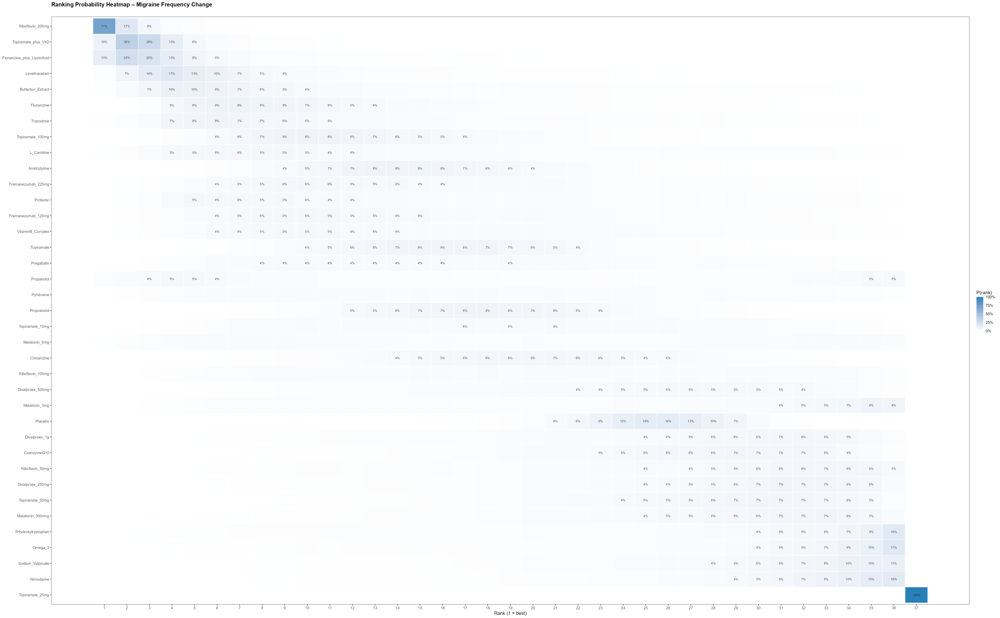 Ranking Probability Heatmap – Migraine Frequency Change
Riboflavin_200mg 71% 17% 6%
Topiramate_plus_VitD 10% 36% 28% 13% 6%
Flunarizine_plus_LipoicAcid 13% 24% 20% 13% 8% 5%
Levetiracetam 7% 14% 17% 13% 10% 7% 5% 4%
Butterbur_Extract 7% 10% 10% 9% 7% 6% 5% 4%
Flunarizine 5% 8% 9% 9% 9% 8% 7% 6% 5% 4%
Trazodone 7% 8% 8% 7% 7% 6% 5% 5%
Topiramate_100mg 4% 6% 7% 8% 8% 8% 8% 7% 6% 5% 5% 4%
L_Carnitine 5% 5% 6% 6% 5% 5% 5% 4% 4%
Amitriptyline 4% 5% 7% 7% 8% 8% 8% 8% 7% 6% 6% 4%
Fremanezumab_225mg 4% 5% 5% 6% 6% 6% 5% 5% 5% 4% 4%
Probiotic 5% 6% 6% 5% 5% 4% 4% 4%
Fremanezumab_120mg 4% 5% 6% 5% 5% 5% 5% 5% 4% 4%
VitaminB_Complex 4% 4% 5% 5% 5% 5% 4% 4% 4%
Topiramate 4% 5% 6% 6% 7% 8% 8% 8% 7% 7% 6% 5% 4%
Pregabalin 4% 4% 4% 4% 4% 4% 4% 4% 4% 4%
Propanolol 4% 5% 5% 4% 5% 5%
Pyridoxine
Propranolol 5% 5% 6% 7% 7% 8% 8% 8% 7% 6% 5% 4%
Topiramate_15mg 4% 4% 4%
Melatonin_6mg
Cinnarizine 4% 5% 5% 6% 6% 6% 6% 7% 6% 6% 5% 4% 4%
Riboflavin_100mg
Divalproex_500mg 4% 4% 5% 5% 5% 5% 5% 5% 5% 5% 4%
Melatonin_3mg 4% 5% 5% 7% 8% 8%
Placebo 4% 6% 9% 12% 14% 14% 13% 10% 7%
Divalproex_1g 4% 4% 5% 6% 6% 6% 7% 6% 6% 5%
CoenzymeQ10 4% 5% 5% 6% 6% 6% 7% 7% 7% 7% 6% 4%
Riboflavin_50mg 4% 4% 5% 5% 6% 6% 6% 7% 6% 6% 5%
Divalproex_250mg 4% 4% 5% 5% 6% 7% 7% 7% 7% 6% 6%
Topiramate_50mg 4% 5% 5% 5% 6% 7% 7% 7% 7% 7% 6% 5%
Melatonin_300mcg 4% 5% 5% 6% 6% 6% 7% 7% 7% 6% 5%
5Hydroxytryptophan 4% 5% 5% 6% 7% 9% 16%
Omega_3 4% 5% 5% 7% 9% 10% 17%
Sodium_Valproate 4% 5% 6% 6% 7% 8% 10% 10% 11%
Nimodipine 4% 5% 6% 7% 9% 10% 13% 16%
Topiramate_25mg 100%
1 2 3 4 5 6 7 8 9 10 11 12 13 14 15 16 17 18 19 20 21 22 23 24 25 26 27 28 29 30 31 32 33 34 35 36 37
Rank (1 = best)
P(rank)
100%
75%
50%
25%
0%